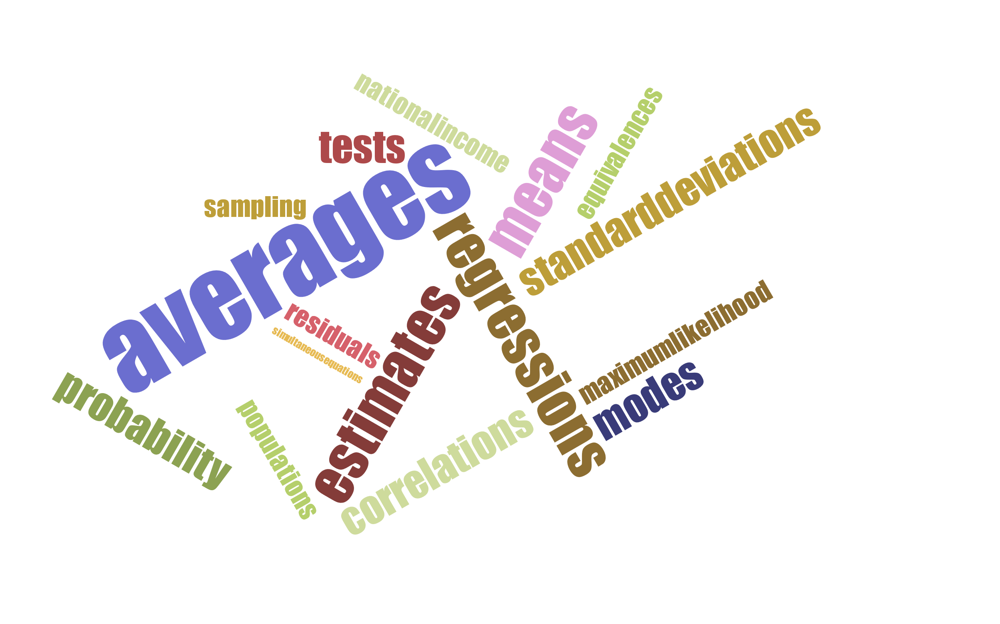 nationalincome
equivalences
means
standarddeviations
tests
averages
sampling
regressions
estimates
residuals
simultaneousequations
maximumlikelihood
modes
probability
populations
correlations